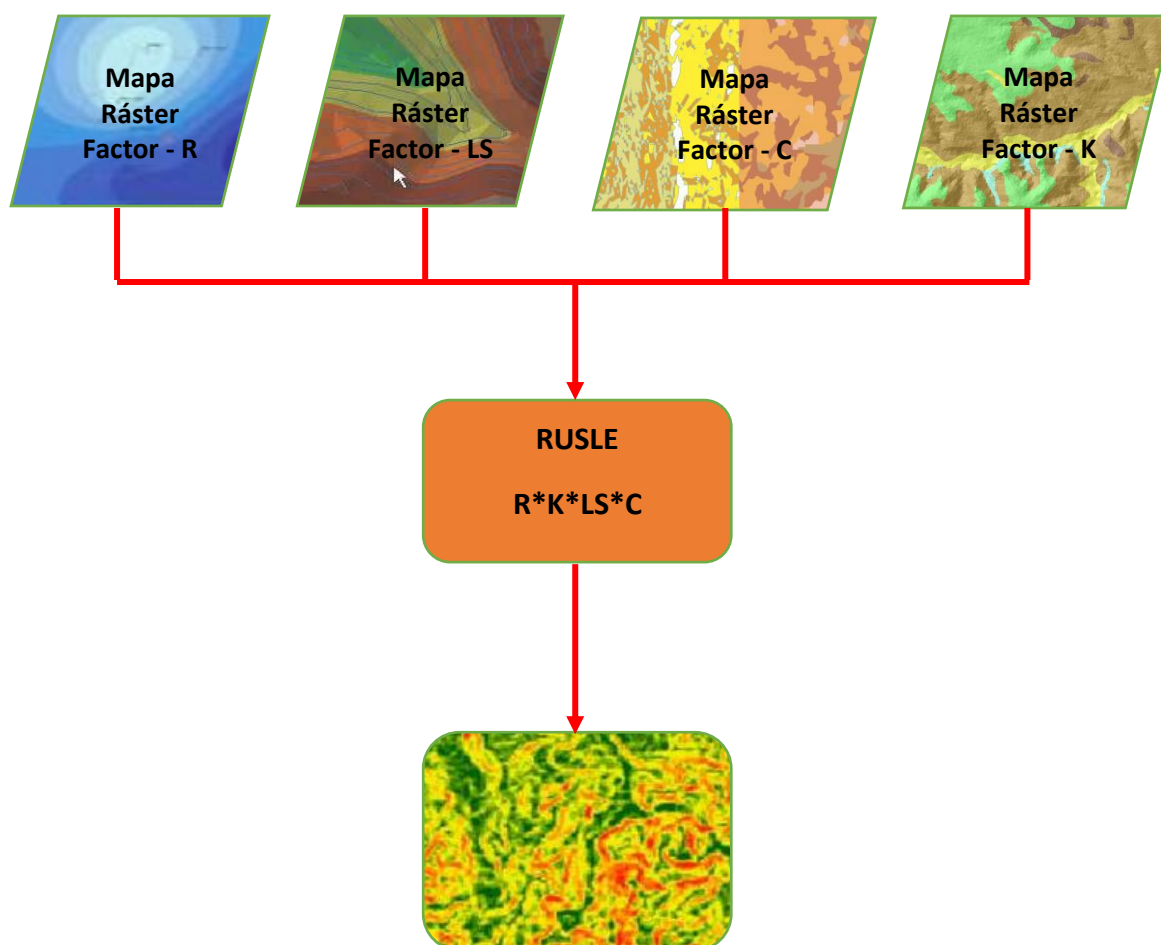 Mapa
Ráster
Factor - R
Mapa
Ráster
Factor - LS
Mapa
Ráster
Factor - C
Mapa
Ráster
Factor - K
RUSLE
R*K*LS*C